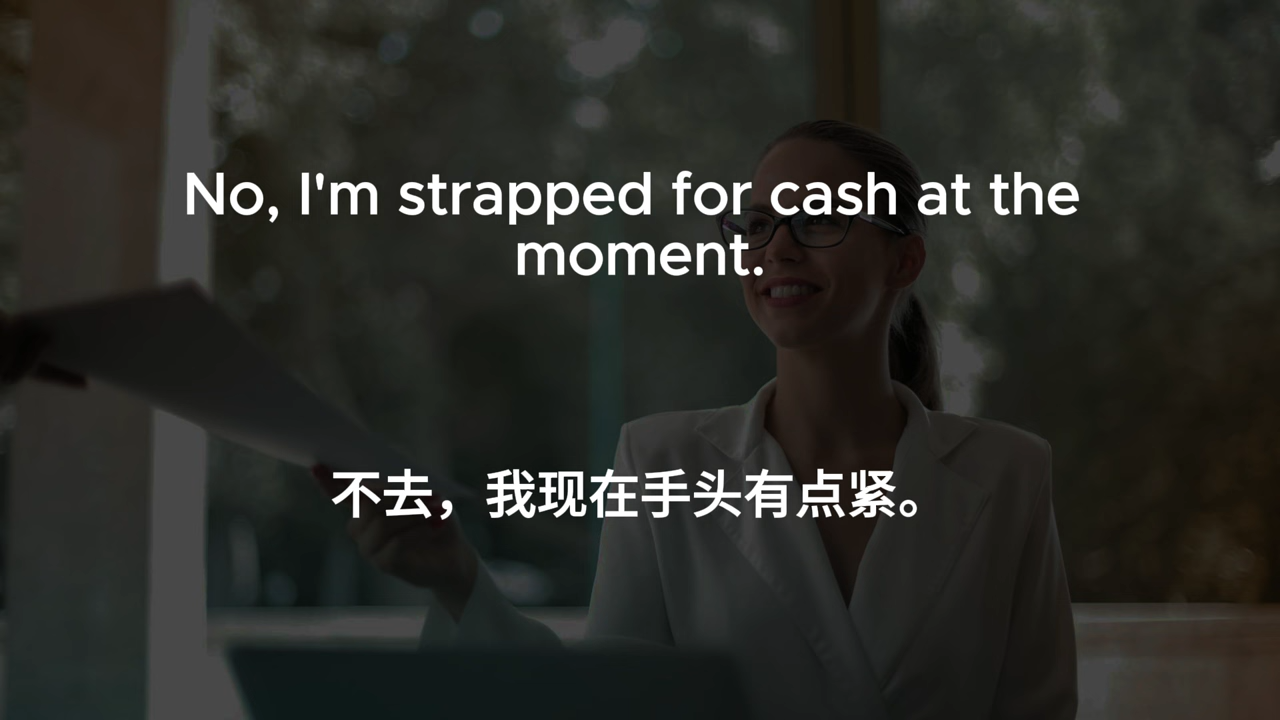 No, I'm strapped for cash at the
moment.
不去，我现在手头有点紧。